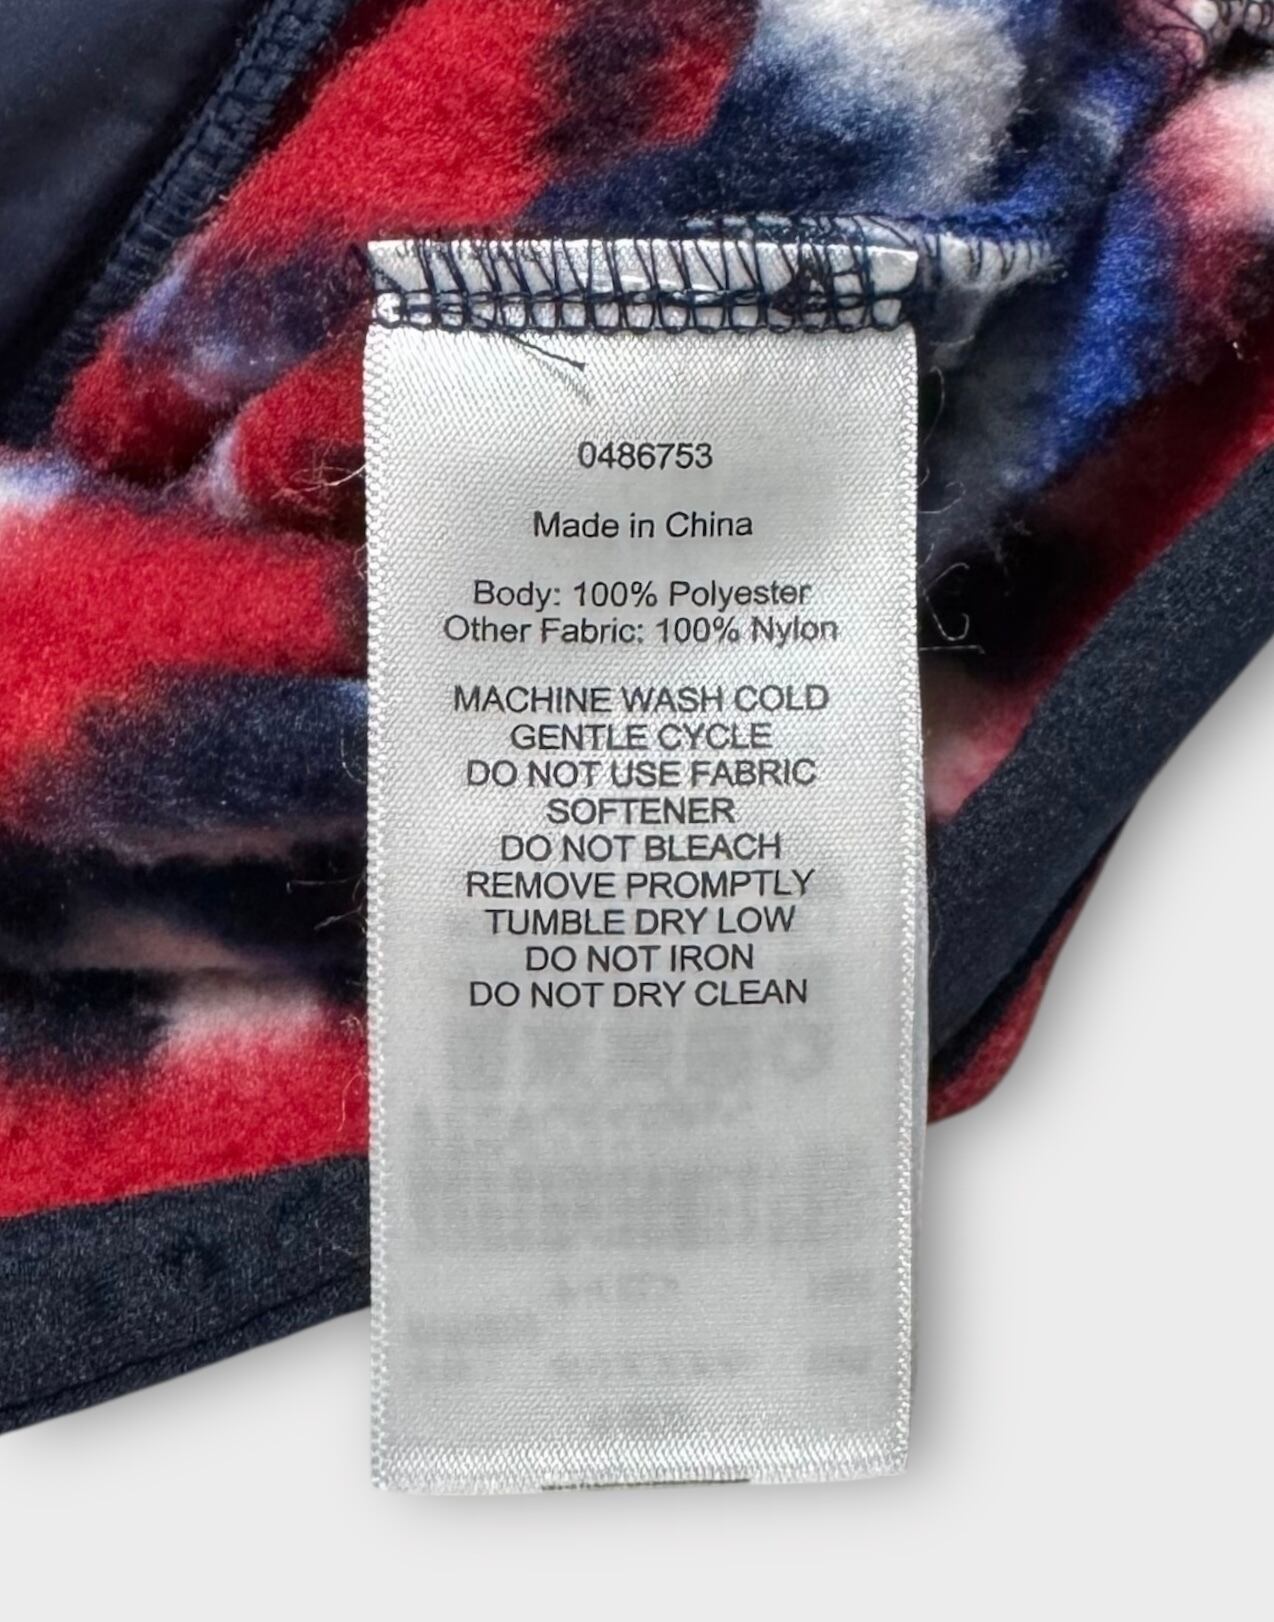 0486753
Made in China
Body: 100% Polyester
Other Fabric: 100% Nylon
MACHINE WASH COLD
GENTLE CYCLE
DO NOT USE FABRIC
SOFTENER
DO NOT BLEACH
REMOVE PROMPTLY
TUMBLE DRY LOW
DO NOT IRON
DO NOT DRY CLEAN